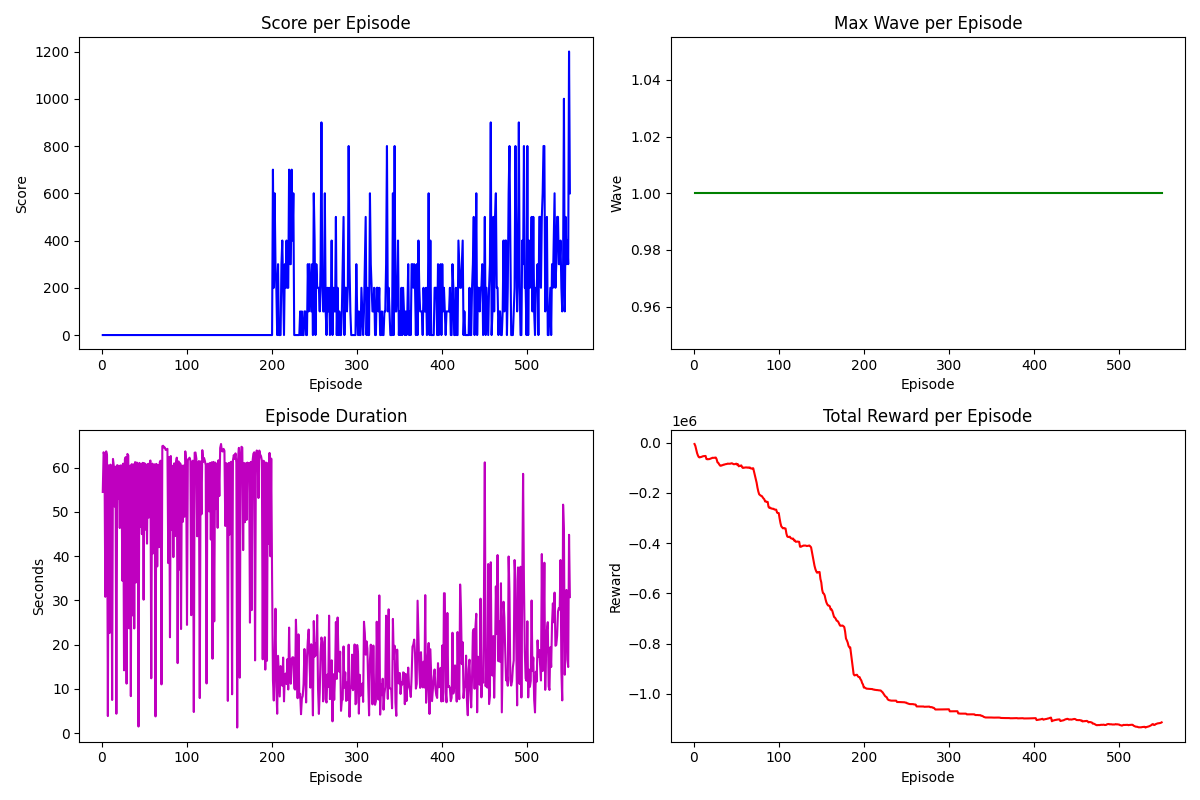 Score per Episode
Score
1200
1000
800
600
400
200
0
0 100 200 300 400 500
Episode
Max Wave per Episode
Wave
1.04
1.02
1.00
0.98
0.96
0 100 200 300 400 500
Episode
Episode Duration
Seconds
60
50
40
30
20
10
0
0 100 200 300 400 500
Episode
Total Reward per Episode
1e6
Reward
0.0
−0.2
−0.4
−0.6
−0.8
−1.0
0 100 200 300 400 500
Episode